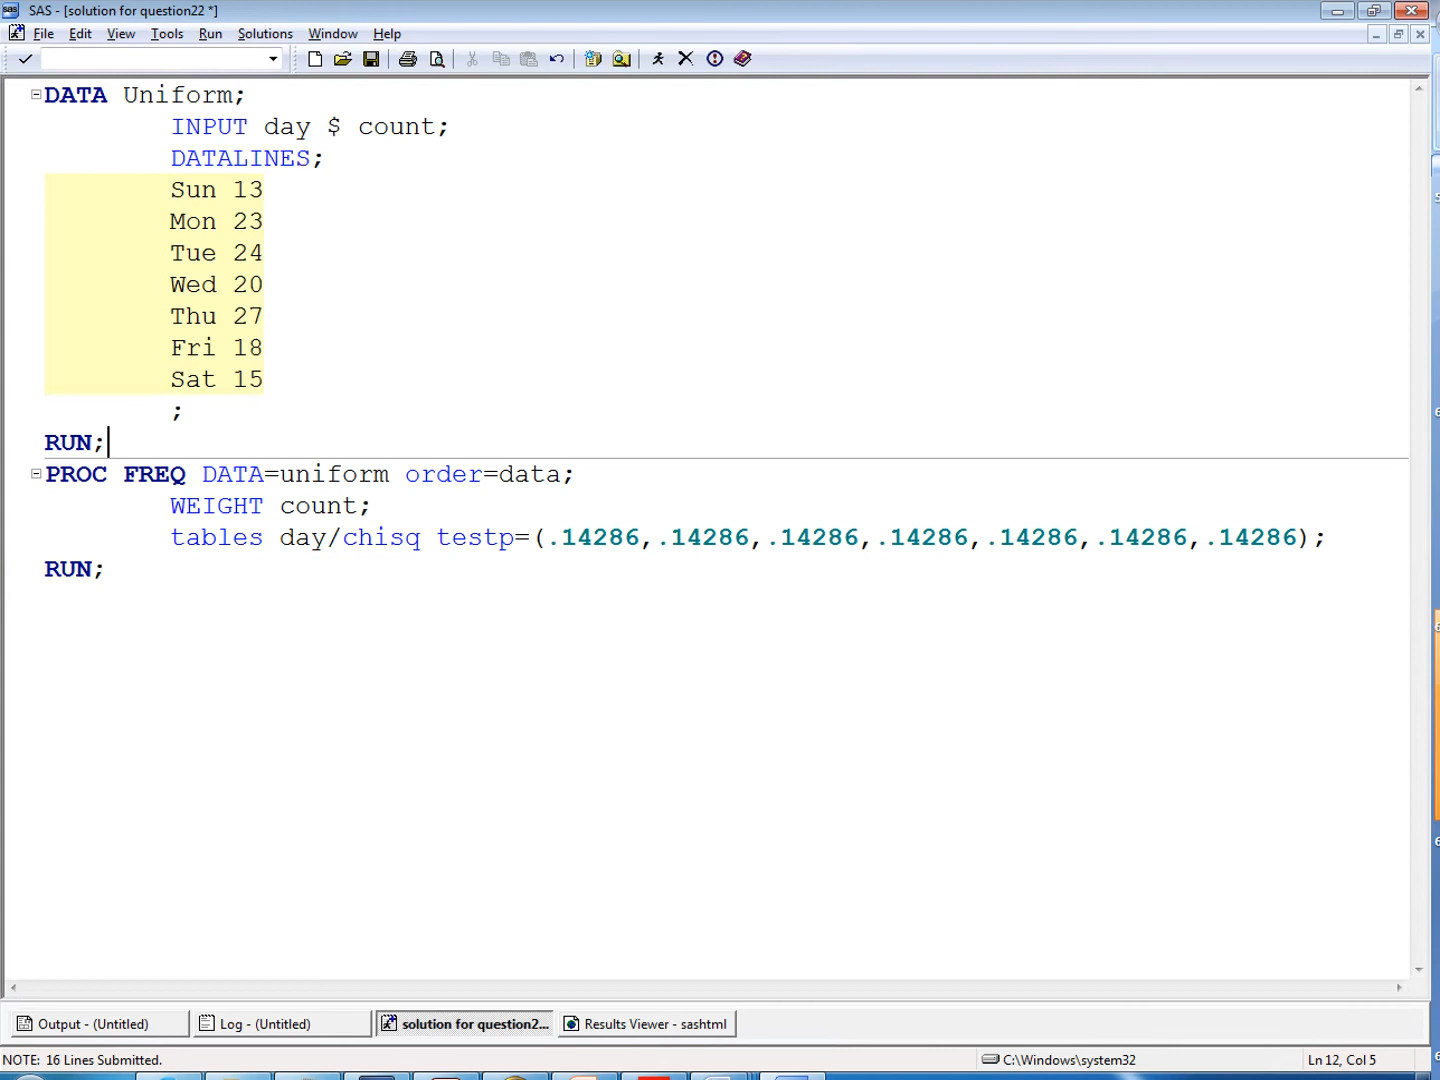 SAS - [solution for question22 *]
File Edit View Tools Run Solutions Window Help
DATA Uniform;
INPUT day $ count;
DATALINES;
Sun 13
Mon 23
Tue 24
Wed 20
Thu 27
Fri 18
Sat 15
;
RUN;
PROC FREQ DATA=uniform order=data;
WEIGHT count;
tables day/chisq testp=(.14286,.14286,.14286,.14286,.14286,.14286,.14286);
RUN;
Output - (Untitled) Log - (Untitled) solution for question2... Results Viewer - sashtml
NOTE: 16 Lines Submitted. C:\Windows\system32 Ln 12, Col 5